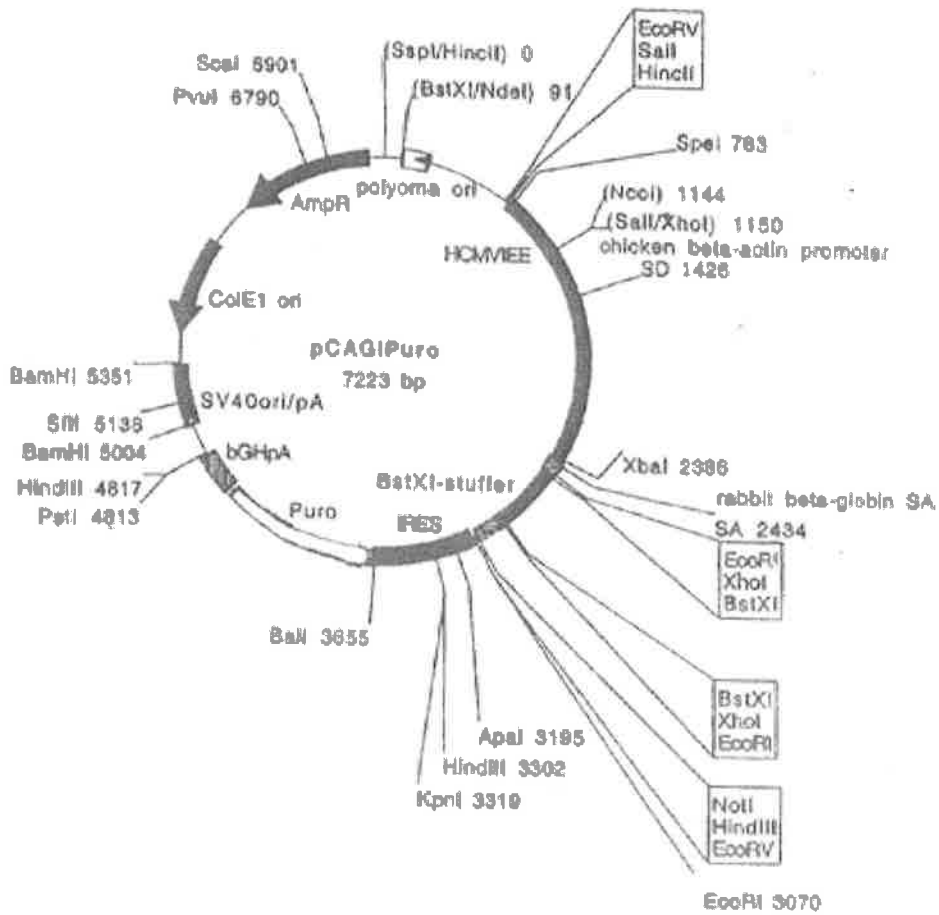 EcoRV
SalI
HincII
(SspI/HincII) 0
ScaI 6901
(BstXI/NdeI) 91
PvuI 6790
SpeI 783
polyoma ori
(NcoI) 1144
AmpR
(SalI/XhoI) 1150
chicken beta-actin promoter
HCMVIEE
SD 1426
ColE1 ori
pCAGIPuro
7223 bp
BamHI 5351
SV40ori/pA
SfiI 5138
BamHI 5004
bGHpA
XbaI 2386
HindIII 4817
BstXI-stuffer
rabbit beta-globin SA
PstI 4813
Puro
IRES
SA 2434
EcoRI
XhoI
BstXI
BalI 3655
BstXI
XhoI
EcoRI
ApaI 3195
HindIII 3302
KpnI 3319
NotI
HindIII
EcoRV
EcoRI 3070